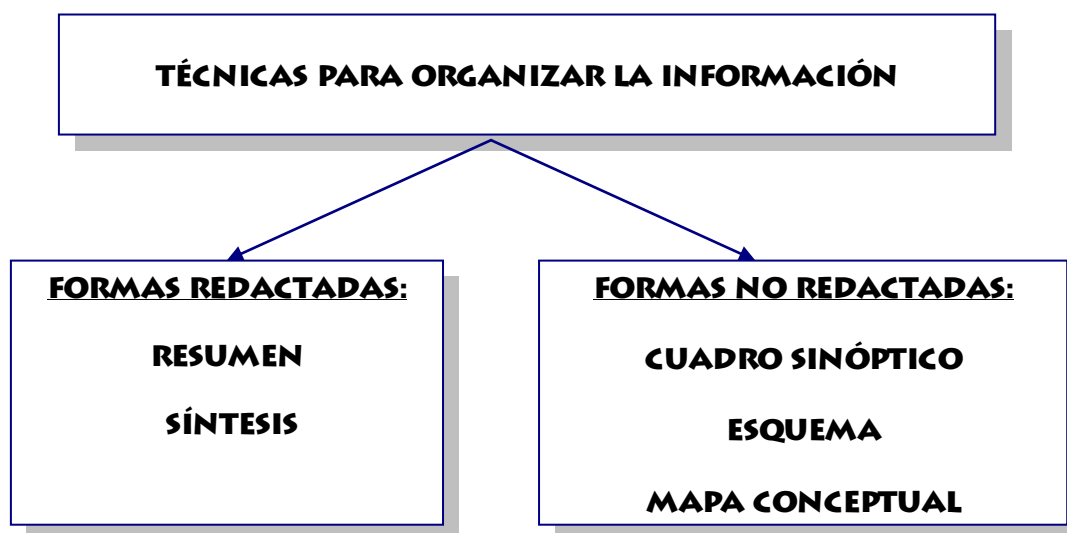 TÉCNICAS PARA ORGANIZAR LA INFORMACIÓN
FORMAS REDACTADAS:
RESUMEN
SÍNTESIS
FORMAS NO REDACTADAS:
CUADRO SINÓPTICO
ESQUEMA
MAPA CONCEPTUAL